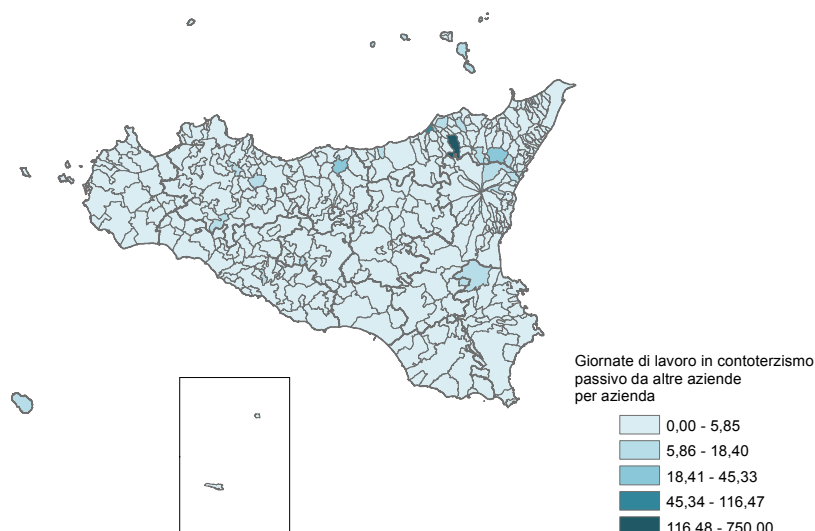 Giornate di lavoro in contoterzismo
passivo da altre aziende
per azienda
0,00 - 5,85
5,86 - 18,40
18,41 - 45,33
45,34 - 116,47
116,48 - 750,00